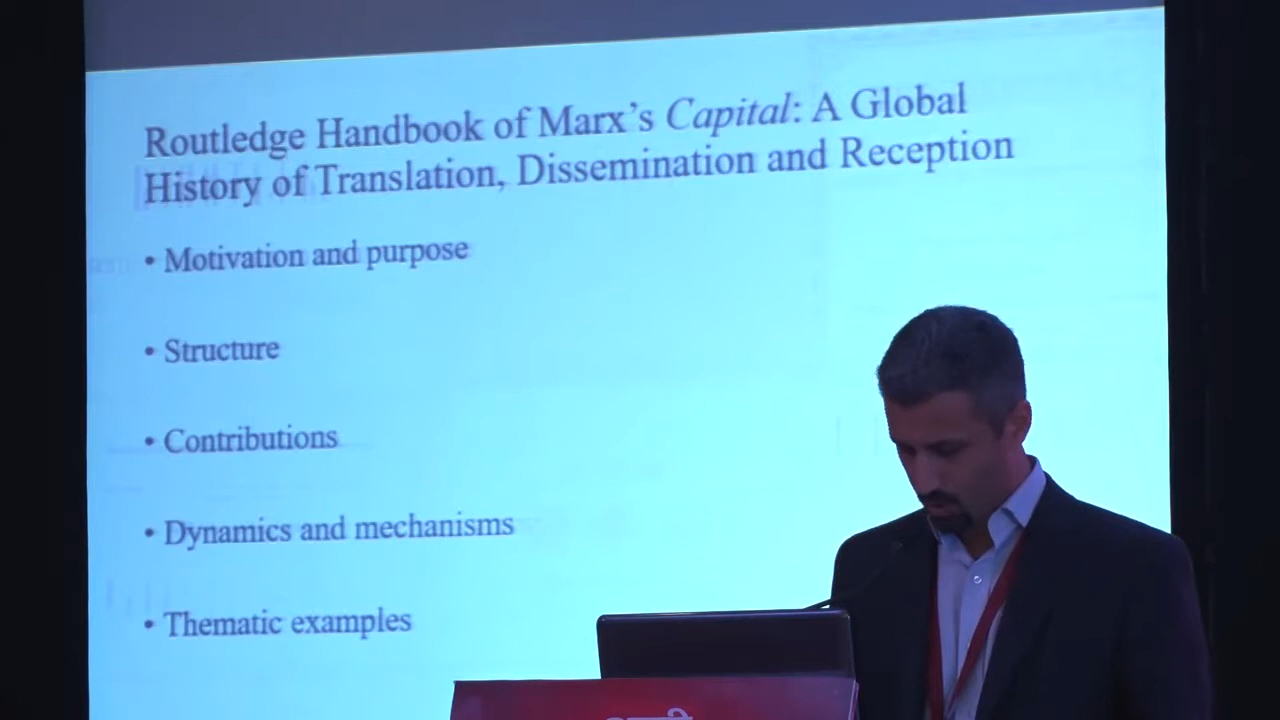 Routledge Handbook of Marx's Capital: A Global
History of Translation, Dissemination and Reception
• Motivation and purpose
• Structure
• Contributions
• Dynamics and mechanisms
• Thematic examples